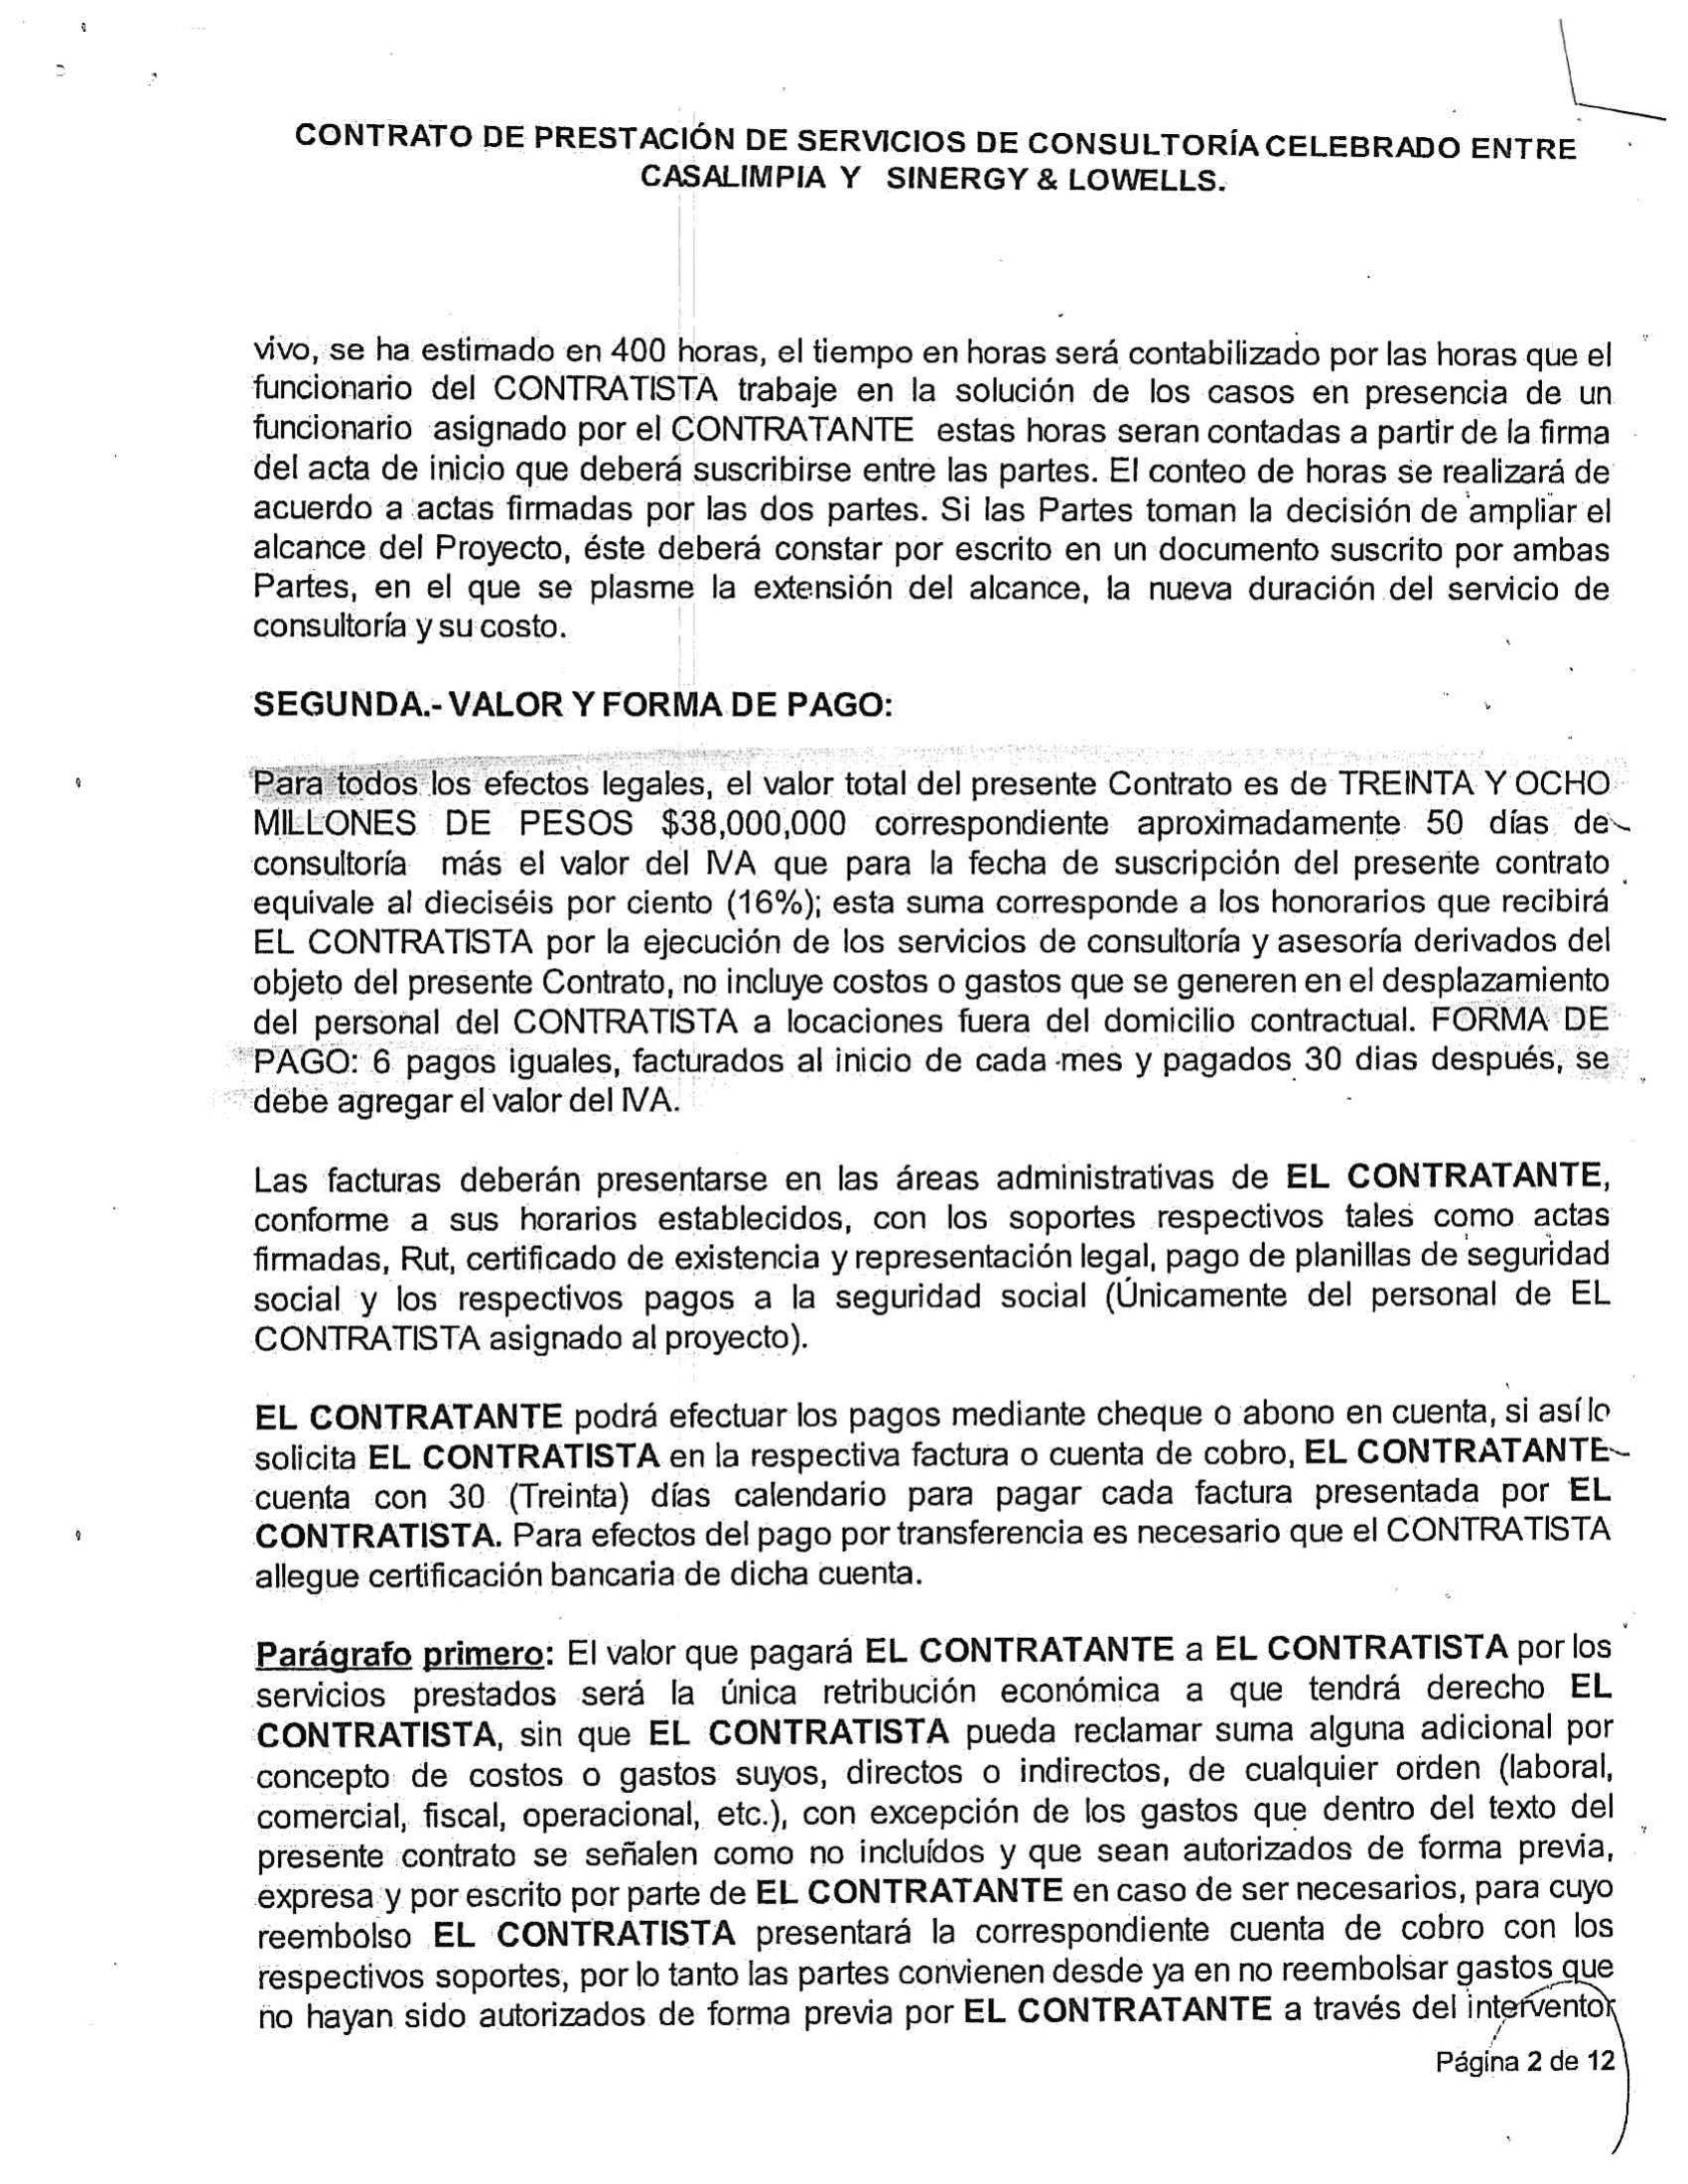 CONTRATO DE PRESTACIÓN DE SERVICIOS DE CONSULTORÍA CELEBRADO ENTRE
CASALIMPIA Y SINERGY & LOWELLS.
vivo, se ha estimado en 400 horas, el tiempo en horas será contabilizado por las horas que el
funcionario del CONTRATISTA trabaje en la solución de los casos en presencia de un
funcionario asignado por el CONTRATANTE estas horas seran contadas a partir de la firma
del acta de inicio que deberá suscribirse entre las partes. El conteo de horas se realizará de
acuerdo a actas firmadas por las dos partes. Si las Partes toman la decisión de ampliar el
alcance del Proyecto, éste deberá constar por escrito en un documento suscrito por ambas
Partes, en el que se plasme la extensión del alcance, la nueva duración del servicio de
consultoría y su costo.
SEGUNDA.- VALOR Y FORMA DE PAGO:
Para todos los efectos legales, el valor total del presente Contrato es de TREINTA Y OCHO
MILLONES DE PESOS $38,000,000 correspondiente aproximadamente 50 días de
consultoría más el valor del IVA que para la fecha de suscripción del presente contrato
equivale al dieciséis por ciento (16%); esta suma corresponde a los honorarios que recibirá
EL CONTRATISTA por la ejecución de los servicios de consultoría y asesoría derivados del
objeto del presente Contrato, no incluye costos o gastos que se generen en el desplazamiento
del personal del CONTRATISTA a locaciones fuera del domicilio contractual. FORMA DE
PAGO: 6 pagos iguales, facturados al inicio de cada mes y pagados 30 dias después, se
debe agregar el valor del IVA.
Las facturas deberán presentarse en las áreas administrativas de EL CONTRATANTE,
conforme a sus horarios establecidos, con los soportes respectivos tales como actas
firmadas, Rut, certificado de existencia y representación legal, pago de planillas de seguridad
social y los respectivos pagos a la seguridad social (Únicamente del personal de EL
CONTRATISTA asignado al proyecto).
EL CONTRATANTE podrá efectuar los pagos mediante cheque o abono en cuenta, si así lo
solicita EL CONTRATISTA en la respectiva factura o cuenta de cobro, EL CONTRATANTE
cuenta con 30 (Treinta) días calendario para pagar cada factura presentada por EL
CONTRATISTA. Para efectos del pago por transferencia es necesario que el CONTRATISTA
allegue certificación bancaria de dicha cuenta.
Parágrafo primero: El valor que pagará EL CONTRATANTE a EL CONTRATISTA por los
servicios prestados será la única retribución económica a que tendrá derecho EL
CONTRATISTA, sin que EL CONTRATISTA pueda reclamar suma alguna adicional por
concepto de costos o gastos suyos, directos o indirectos, de cualquier orden (laboral,
comercial, fiscal, operacional, etc.), con excepción de los gastos que dentro del texto del
presente contrato se señalen como no incluídos y que sean autorizados de forma previa,
expresa y por escrito por parte de EL CONTRATANTE en caso de ser necesarios, para cuyo
reembolso EL CONTRATISTA presentará la correspondiente cuenta de cobro con los
respectivos soportes, por lo tanto las partes convienen desde ya en no reembolsar gastos que
no hayan sido autorizados de forma previa por EL CONTRATANTE a través del interventor
Página 2 de 12